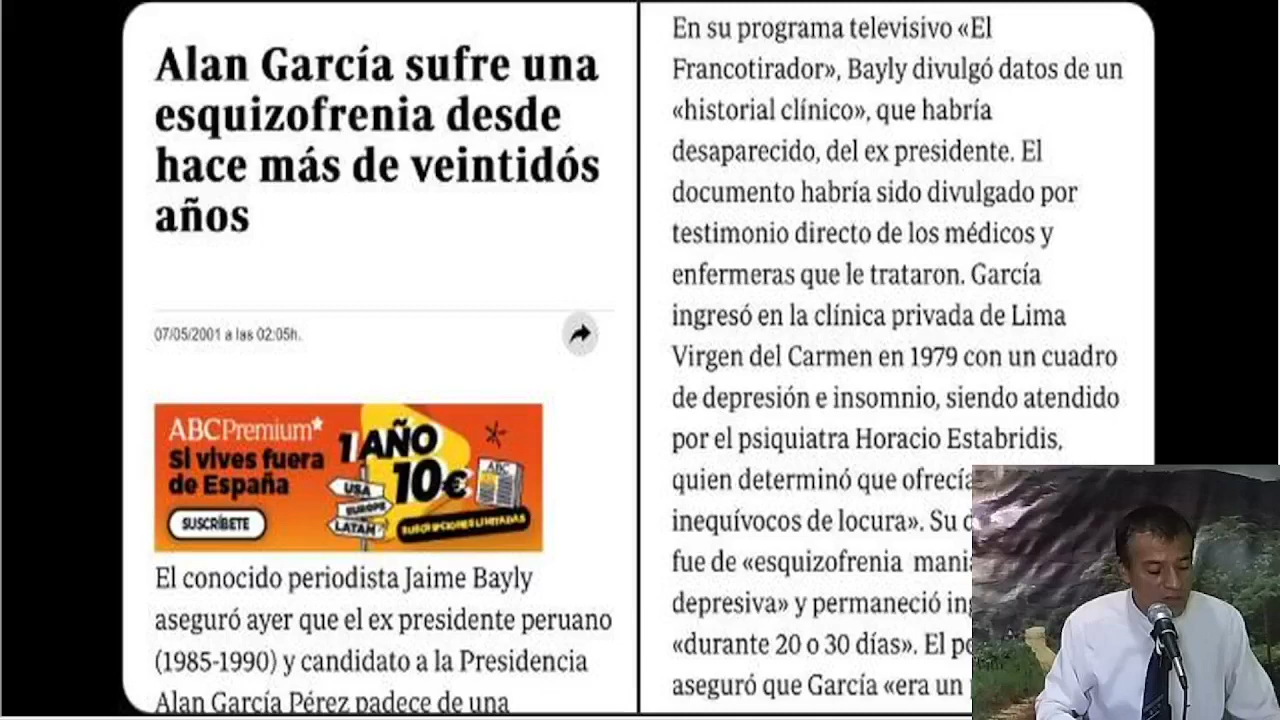 Alan García sufre una
esquizofrenia desde
hace más de veintidós
años
07/05/2001 a las 02:05h.
ABCPremium*
Si vives fuera
de España
SUSCRÍBETE
1 AÑO
10€
USA
EUROPE
LATAM
ABC
SUSCRIPCIONES LIMITADAS
El conocido periodista Jaime Bayly
aseguró ayer que el ex presidente peruano
(1985-1990) y candidato a la Presidencia
Alan García Pérez padece de una
En su programa televisivo «El
Francotirador», Bayly divulgó datos de un
«historial clínico», que habría
desaparecido, del ex presidente. El
documento habría sido divulgado por
testimonio directo de los médicos y
enfermeras que le trataron. García
ingresó en la clínica privada de Lima
Virgen del Carmen en 1979 con un cuadro
de depresión e insomnio, siendo atendido
por el psiquiatra Horacio Estabridis,
quien determinó que ofrecía
inequívocos de locura». Su
fue de «esquizofrenia
depresiva» y permaneció
«durante 20 o 30 días». El
aseguró que García «era un